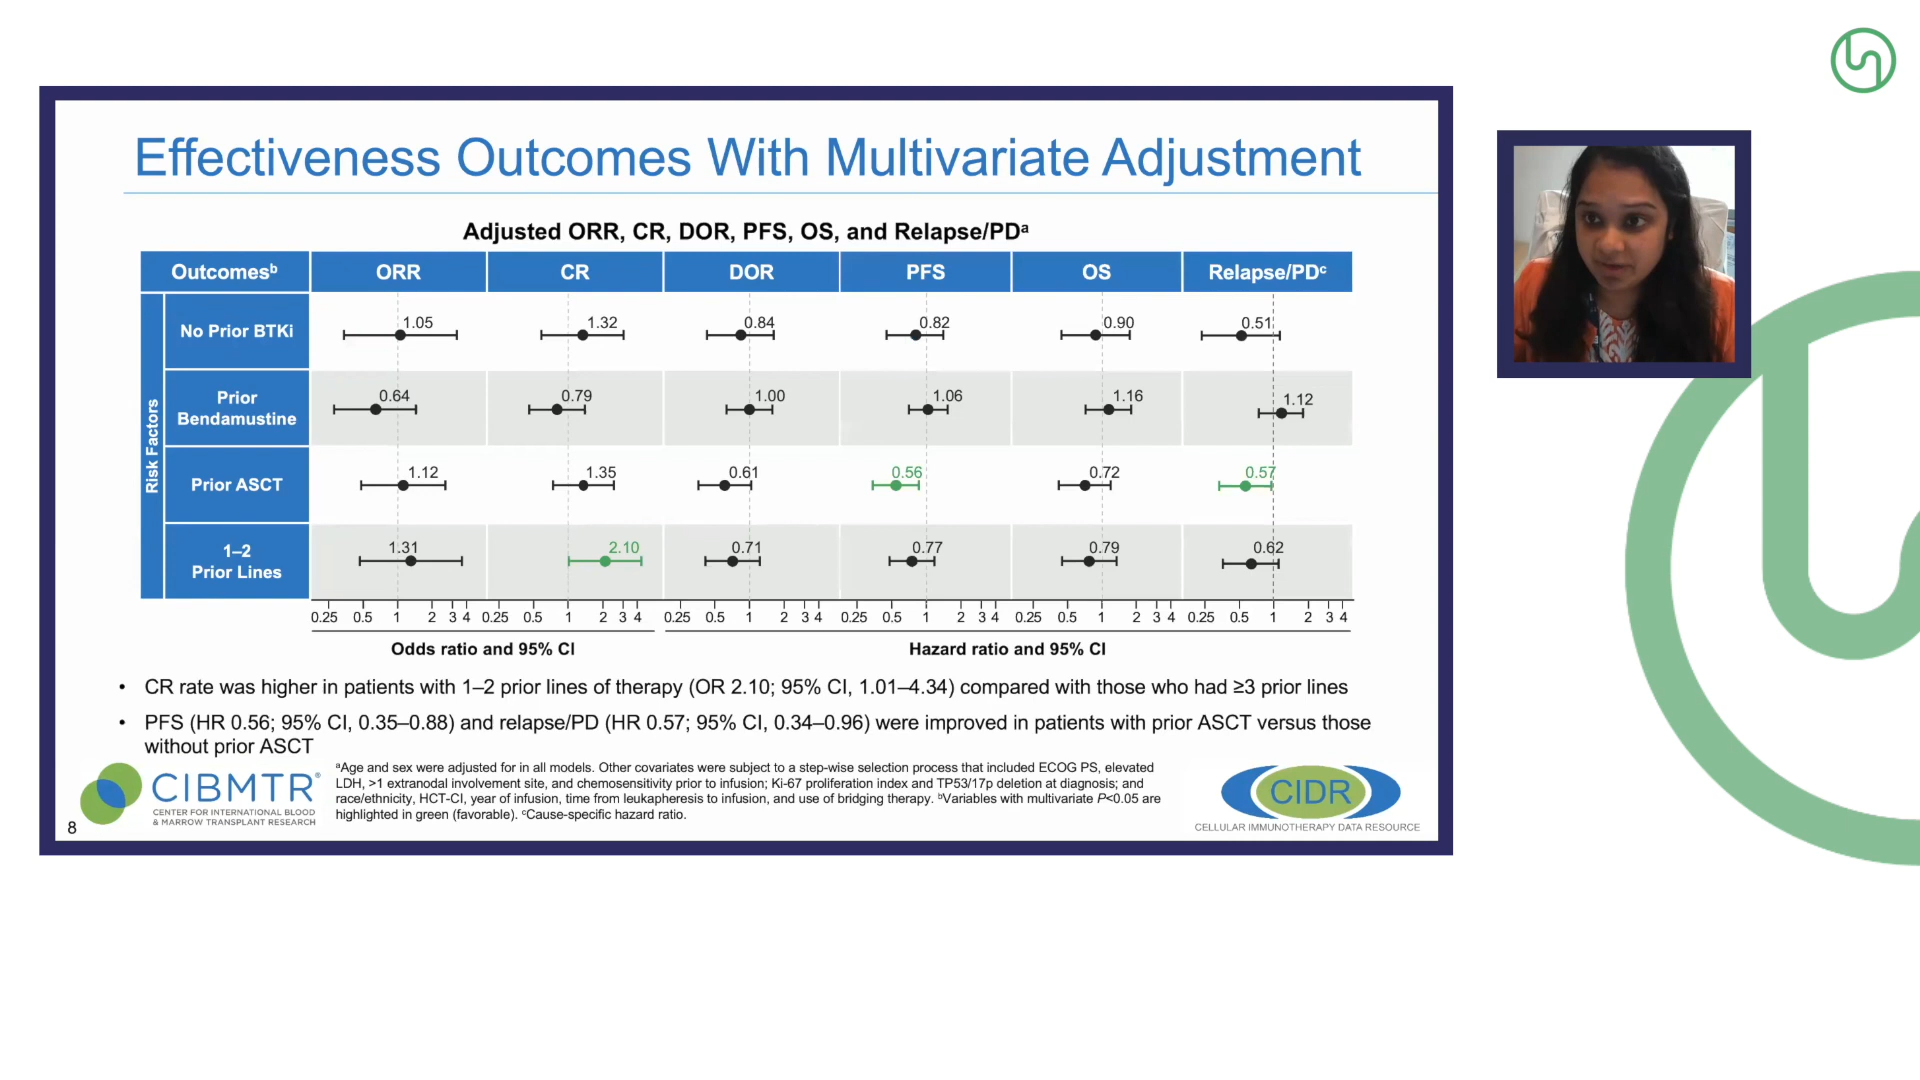 Effectiveness Outcomes With Multivariate Adjustment
Adjusted ORR, CR, DOR, PFS, OS, and Relapse/PDᵃ
Outcomesᵇ ORR CR DOR PFS OS Relapse/PDᶜ
Risk Factors
No Prior BTKi 1.05 1.32 0.84 0.82 0.90 0.51
Prior
Bendamustine
0.64 0.79 1.00 1.06 1.16 1.12
Prior ASCT 1.12 1.35 0.61 0.56 0.72 0.57
1–2
Prior Lines
1.31 2.10 0.71 0.77 0.79 0.62
0.25 0.5 1 2 3 4 0.25 0.5 1 2 3 4 0.25 0.5 1 2 3 4 0.25 0.5 1 2 3 4 0.25 0.5 1 2 3 4 0.25 0.5 1 2 3 4
Odds ratio and 95% CI Hazard ratio and 95% CI
• CR rate was higher in patients with 1–2 prior lines of therapy (OR 2.10; 95% CI, 1.01–4.34) compared with those who had ≥3 prior lines
• PFS (HR 0.56; 95% CI, 0.35–0.88) and relapse/PD (HR 0.57; 95% CI, 0.34–0.96) were improved in patients with prior ASCT versus those
without prior ASCT
CIBMTR®
CENTER FOR INTERNATIONAL BLOOD
& MARROW TRANSPLANT RESEARCH
ᵃAge and sex were adjusted for in all models. Other covariates were subject to a step-wise selection process that included ECOG PS, elevated
LDH, >1 extranodal involvement site, and chemosensitivity prior to infusion; Ki-67 proliferation index and TP53/17p deletion at diagnosis; and
race/ethnicity, HCT-CI, year of infusion, time from leukapheresis to infusion, and use of bridging therapy. ᵇVariables with multivariate P<0.05 are
highlighted in green (favorable). ᶜCause-specific hazard ratio.
CIDR
CELLULAR IMMUNOTHERAPY DATA RESOURCE
8